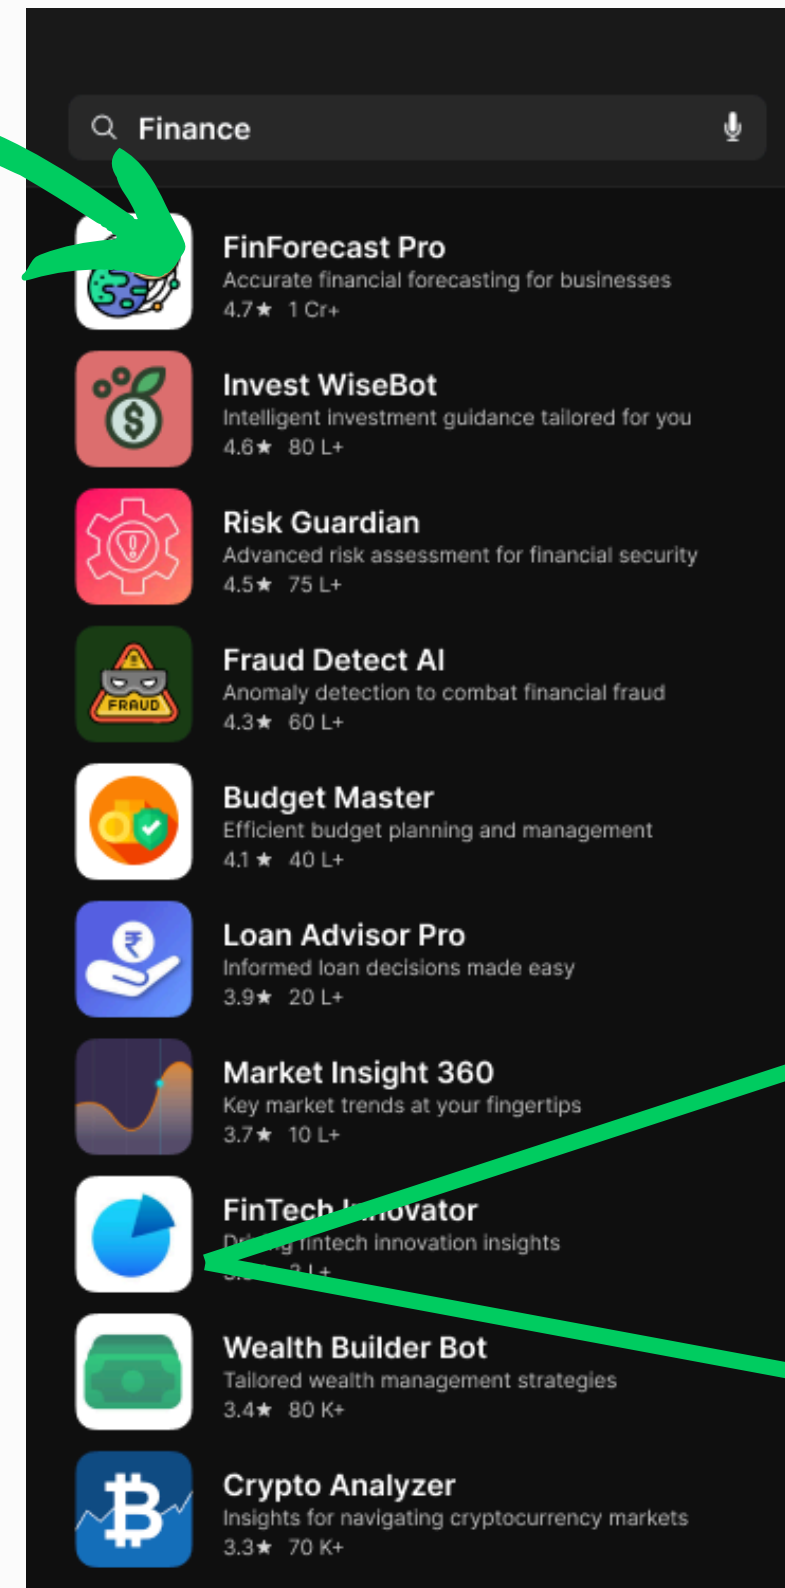 Finance
FinForecast Pro
Accurate financial forecasting for businesses
4.7★ 1 Cr+
Invest WiseBot
Intelligent investment guidance tailored for you
4.6★ 80 L+
Risk Guardian
Advanced risk assessment for financial security
4.5★ 75 L+
Fraud Detect AI
Anomaly detection to combat financial fraud
4.3★ 60 L+
FRAUD
Budget Master
Efficient budget planning and management
4.1 ★ 40 L+
Loan Advisor Pro
Informed loan decisions made easy
3.9★ 20 L+
Market Insight 360
Key market trends at your fingertips
3.7★ 10 L+
FinTech Innovator
Driving fintech innovation insights
L+
Wealth Builder Bot
Tailored wealth management strategies
3.4★ 80 K+
Crypto Analyzer
Insights for navigating cryptocurrency markets
3.3★ 70 K+